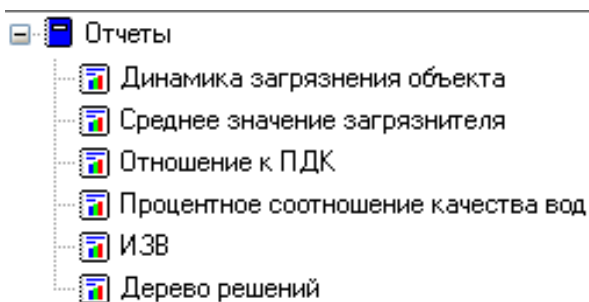 Отчеты
Динамика загрязнения объекта
Среднее значение загрязнителя
Отношение к ПДК
Процентное соотношение качества вод
ИЗВ
Дерево решений